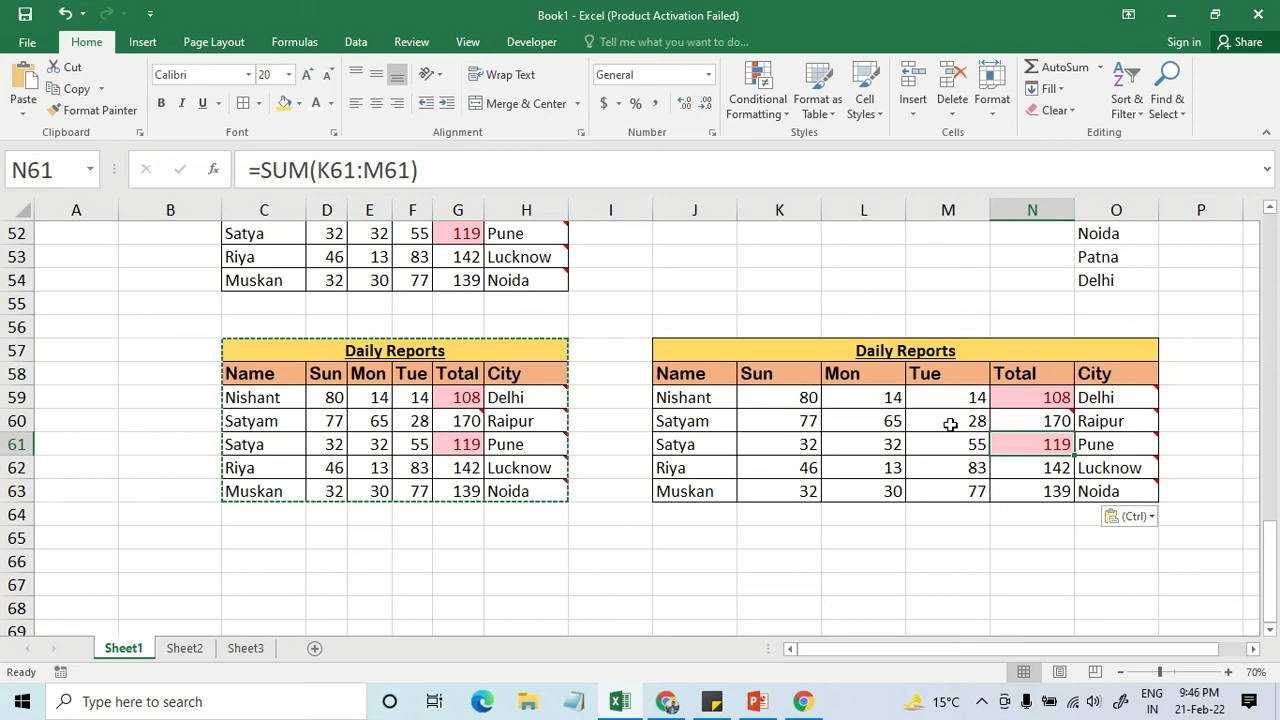 Book1 - Excel (Product Activation Failed)
File Home Insert Page Layout Formulas Data Review View Developer Tell me what you want to do... Sign in Share
Cut
Copy
Format Painter
Paste
Clipboard
Calibri 20
B I U A
Font
Wrap Text
Merge & Center
Alignment
General
$ % ,
Number
Conditional Formatting
Format as Table
Cell Styles
Styles
Insert
Delete
Format
Cells
AutoSum
Fill
Clear
Sort & Filter
Find & Select
Editing
N61 fx =SUM(K61:M61)
A B C D E F G H I J K L M N O P
52 Satya 32 32 55 119 Pune Noida
53 Riya 46 13 83 142 Lucknow Patna
54 Muskan 32 30 77 139 Noida Delhi
55
56
57 Daily Reports Daily Reports
58 Name Sun Mon Tue Total City Name Sun Mon Tue Total City
59 Nishant 80 14 14 108 Delhi Nishant 80 14 14 108 Delhi
60 Satyam 77 65 28 170 Raipur Satyam 77 65 28 170 Raipur
61 Satya 32 32 55 119 Pune Satya 32 32 55 119 Pune
62 Riya 46 13 83 142 Lucknow Riya 46 13 83 142 Lucknow
63 Muskan 32 30 77 139 Noida Muskan 32 30 77 139 Noida
64 (Ctrl)
65
66
67
68
69
Sheet1 Sheet2 Sheet3
Ready 70%
Type here to search 15°C ENG IN 9:46 PM 21-Feb-22